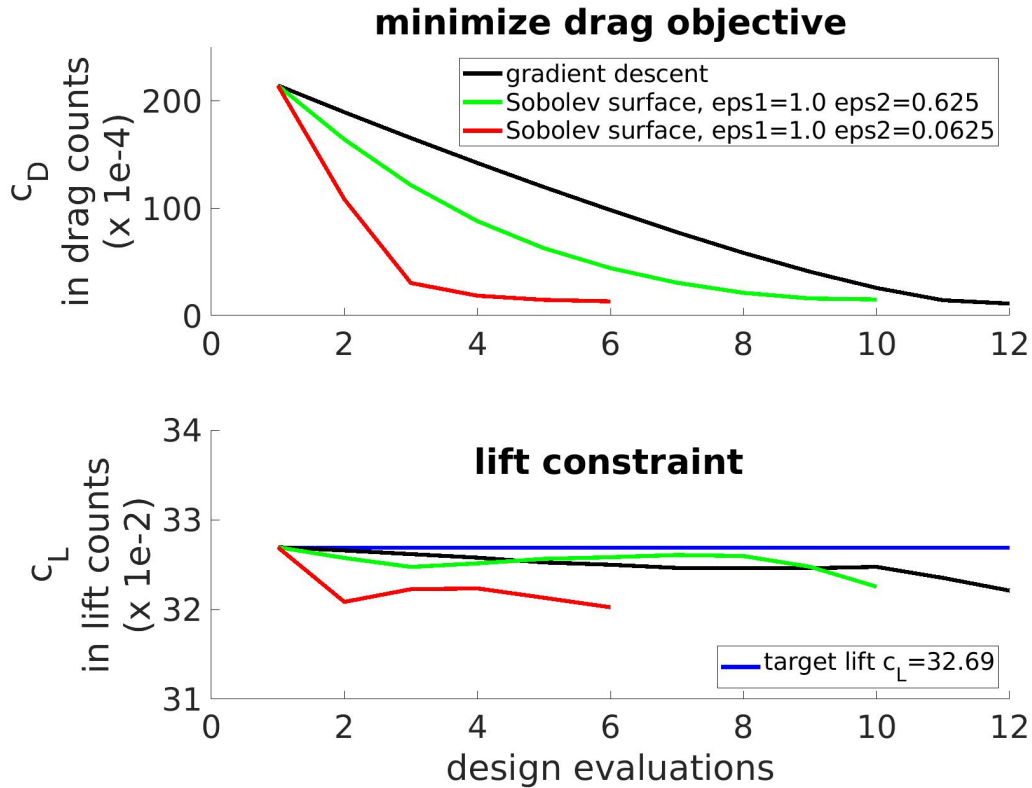 minimize drag objective
gradient descent
Sobolev surface, eps1=1.0 eps2=0.625
Sobolev surface, eps1=1.0 eps2=0.0625
c_D
in drag counts
(x 1e-4)
200
100
0
0 2 4 6 8 10 12
lift constraint
c_L
in lift counts
(x 1e-2)
34
33
32
31
target lift c_L=32.69
0 2 4 6 8 10 12
design evaluations